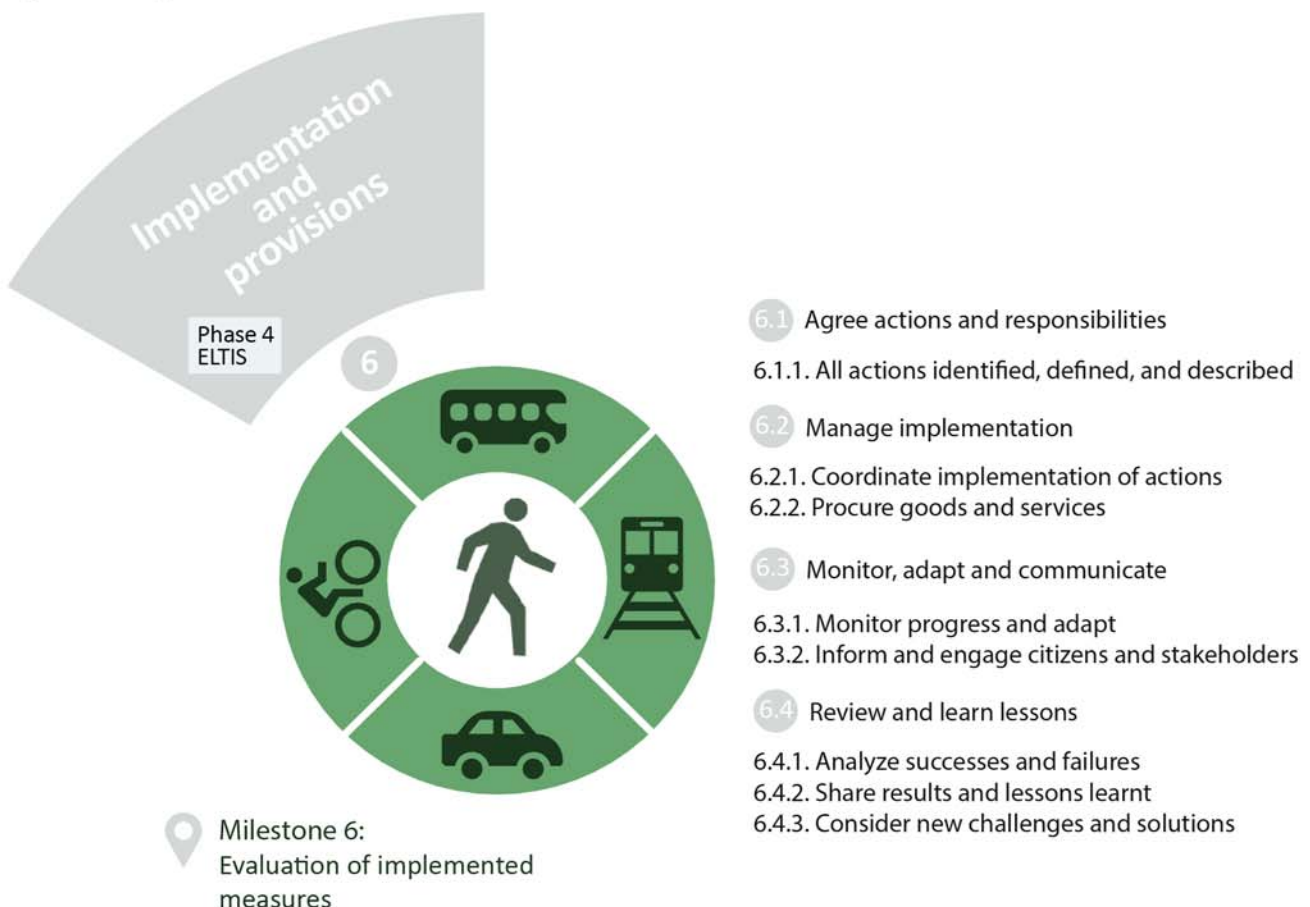 Implementation
and
provisions
Phase 4
ELTIS
6
6.1 Agree actions and responsibilities
6.1.1. All actions identified, defined, and described
6.2 Manage implementation
6.2.1. Coordinate implementation of actions
6.2.2. Procure goods and services
6.3 Monitor, adapt and communicate
6.3.1. Monitor progress and adapt
6.3.2. Inform and engage citizens and stakeholders
6.4 Review and learn lessons
6.4.1. Analyze successes and failures
6.4.2. Share results and lessons learnt
6.4.3. Consider new challenges and solutions
Milestone 6:
Evaluation of implemented
measures